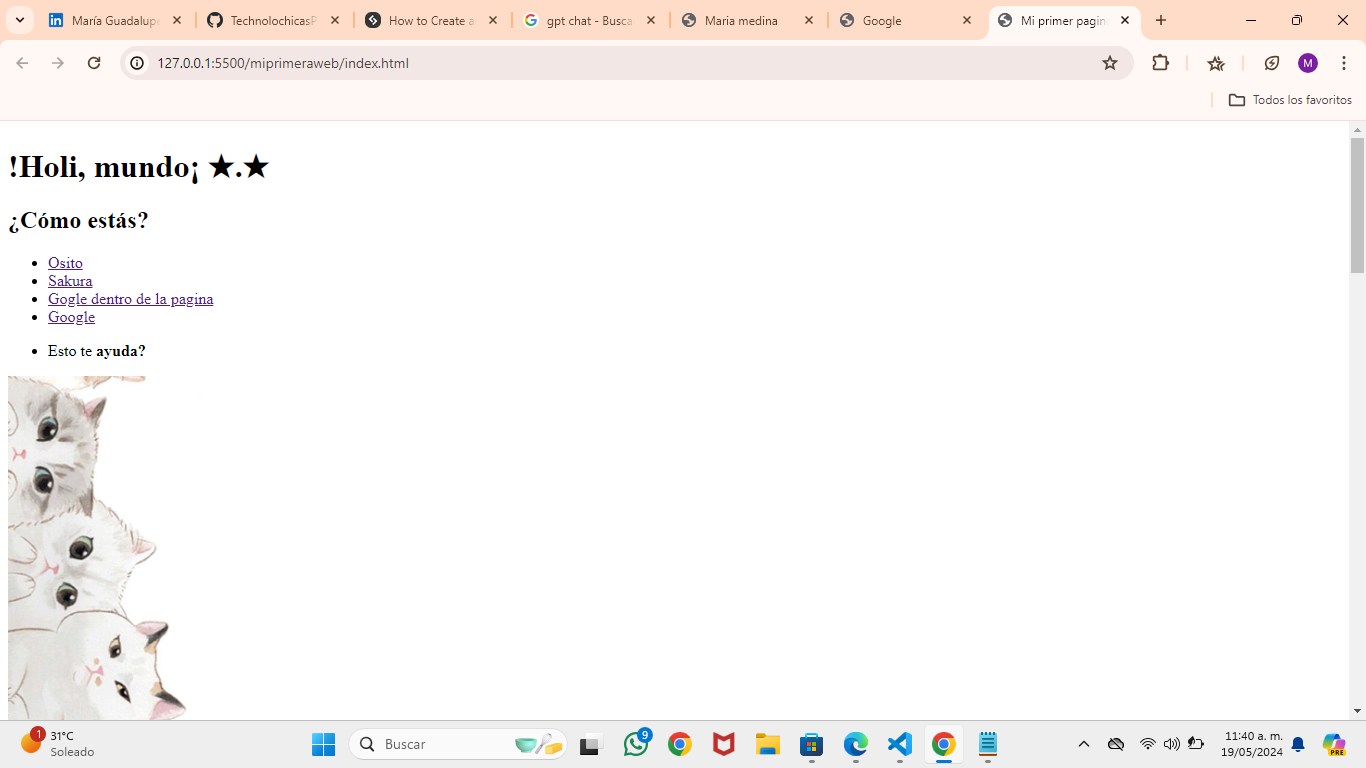 María Guadalupe
TechnolochicasP
How to Create a
gpt chat - Busca
Maria medina
Google
Mi primer pagina
127.0.0.1:5500/miprimeraweb/index.html
M
Todos los favoritos
!Holi, mundo¡ ★.★
¿Cómo estás?
Osito
Sakura
Gogle dentro de la pagina
Google
Esto te ayuda?
1
31°C
Soleado
Buscar
9
11:40 a. m.
19/05/2024
PRE